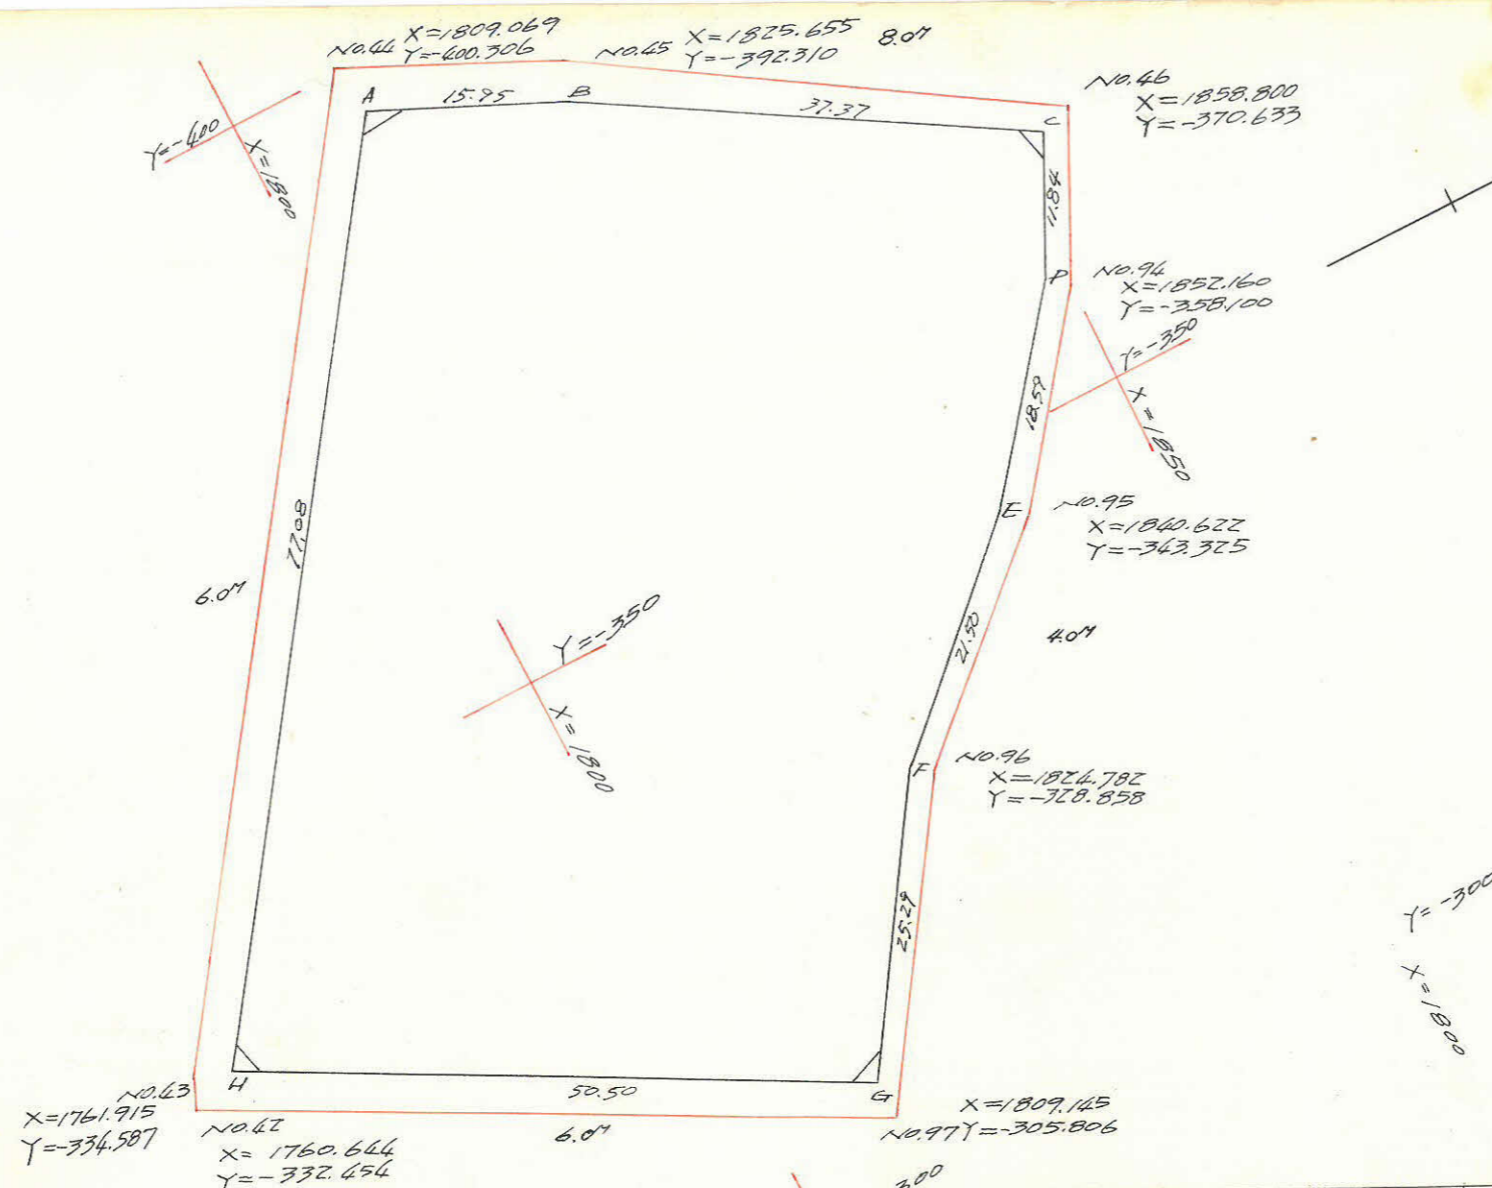 No.44 X=1809.069
Y=-400.306
No.45 X=1825.655
Y=-392.310
8.0M
No.46
X=1858.800
Y=-370.633
A
15.95
B
37.37
C
Y=-400
X=1800
11.84
P
No.94
X=1852.160
Y=-358.100
Y=-350
X=1850
18.59
E
No.95
X=1840.622
Y=-343.325
77.08
6.0M
Y=-350
X=1800
21.50
4.0M
F
No.96
X=1824.782
Y=-328.858
25.29
Y=-300
X=1800
H
50.50
G
No.43
X=1761.915
Y=-334.587
No.42
X= 1760.644
Y=-332.454
6.0M
X=1809.145
No.97 Y=-305.806
300